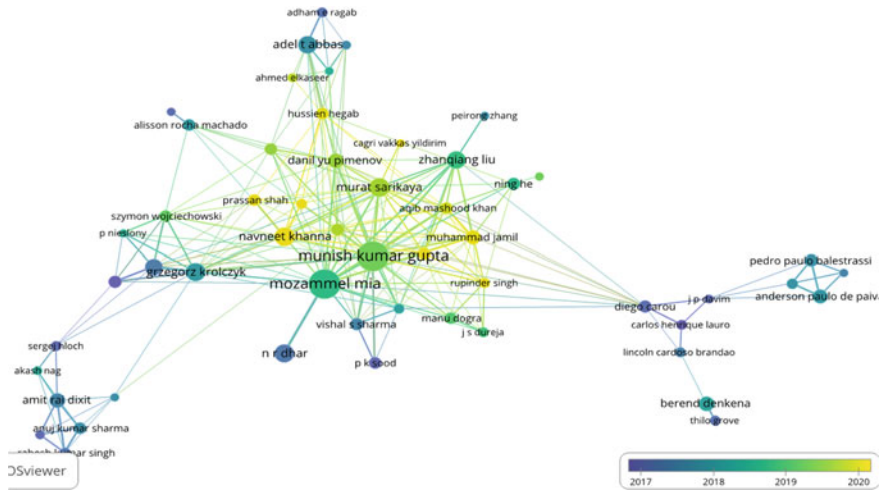 adham e ragab
adel t abbas
ahmed elkaseer
hussien hegab
peirong zhang
alisson rocha machado
cagri vakkas yildirim
danil yu pimenov
zhanqiang liu
murat sarikaya
ning he
prassan shah
aqib mashood khan
szymon wojciechowski
p nieslony
navneet khanna
muhammad jamil
munish kumar gupta
grzegorz krolczyk
pedro paulo balestrassi
mozammel mia
rupinder singh
anderson paulo de paiva
diego carou
j p davim
manu dogra
vishal s sharma
carlos henrique lauro
j s dureja
sergej hloch
n r dhar
lincoln cardoso brandao
p k sood
akash nag
amit rai dixit
berend denkena
thilo grove
anuj kumar sharma
kumar singh
OSviewer
2017 2018 2019 2020